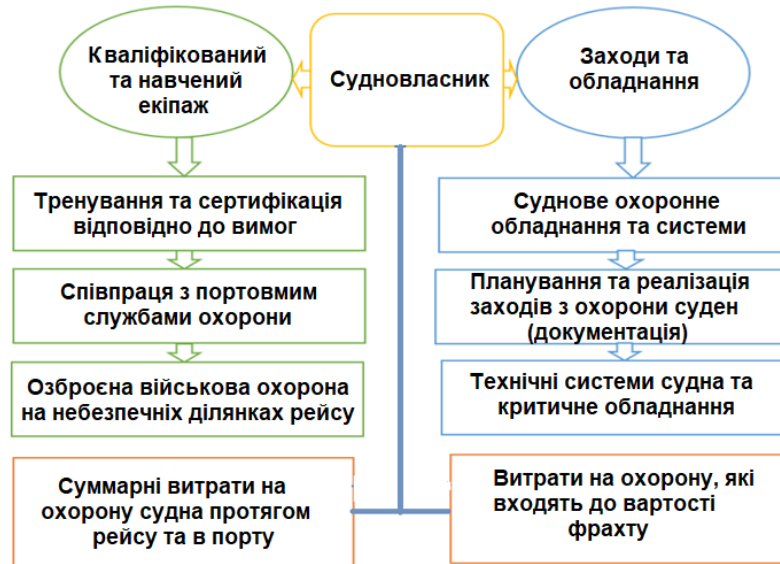 Кваліфікований
та навчений
екіпаж
Судновласник
Заходи та
обладнання
Тренування та сертифікація
відповідно до вимог
Суднове охоронне
обладнання та системи
Співпраця з портовмим
службами охорони
Планування та реалізація
заходів з охорони суден
(документація)
Озброєна військова охорона
на небезпечніх ділянках рейсу
Технічні системи судна та
критичне обладнання
Суммарні витрати на
охорону судна протягом
рейсу та в порту
Витрати на охорону, які
входять до вартості
фрахту